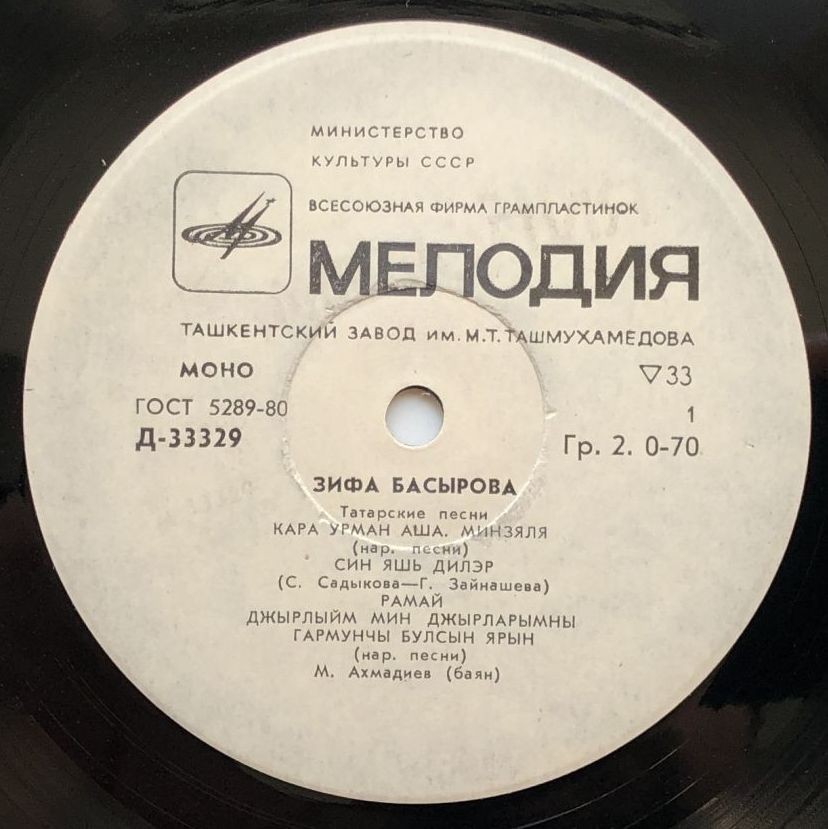 МИНИСТЕРСТВО
КУЛЬТУРЫ СССР
ВСЕСОЮЗНАЯ ФИРМА ГРАМПЛАСТИНОК
МЕЛОДИЯ
ТАШКЕНТСКИЙ ЗАВОД ИМ. М.Т. ТАШМУХАМЕДОВА
МОНО ▽33
ГОСТ 5289-80 1
Д-33329 Гр. 2. 0-70
ЗИФА БАСЫРОВА
Татарские песни
КАРА УРМАН АША. МИНЗЯЛЯ
(нар. песни)
СИН ЯШЬ ДИЛЭР
(С. Садыкова—Г. Зайнашева)
РАМАЙ
ДЖЫРЛЫЙМ МИН ДЖЫРЛАРЫМНЫ
ГАРМУНЧЫ БУЛСЫН ЯРЫН
(нар. песни)
М. Ахмадиев (баян)